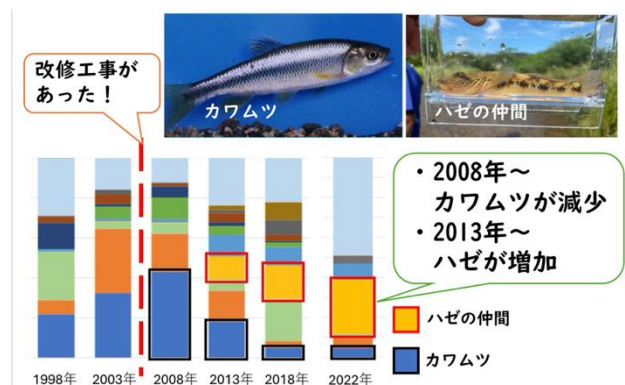 改修工事が
あった！
カワムツ
ハゼの仲間
・2008年～
カワムツが減少
・2013年～
ハゼが増加
ハゼの仲間
カワムツ
1998年 2003年 2008年 2013年 2018年 2022年